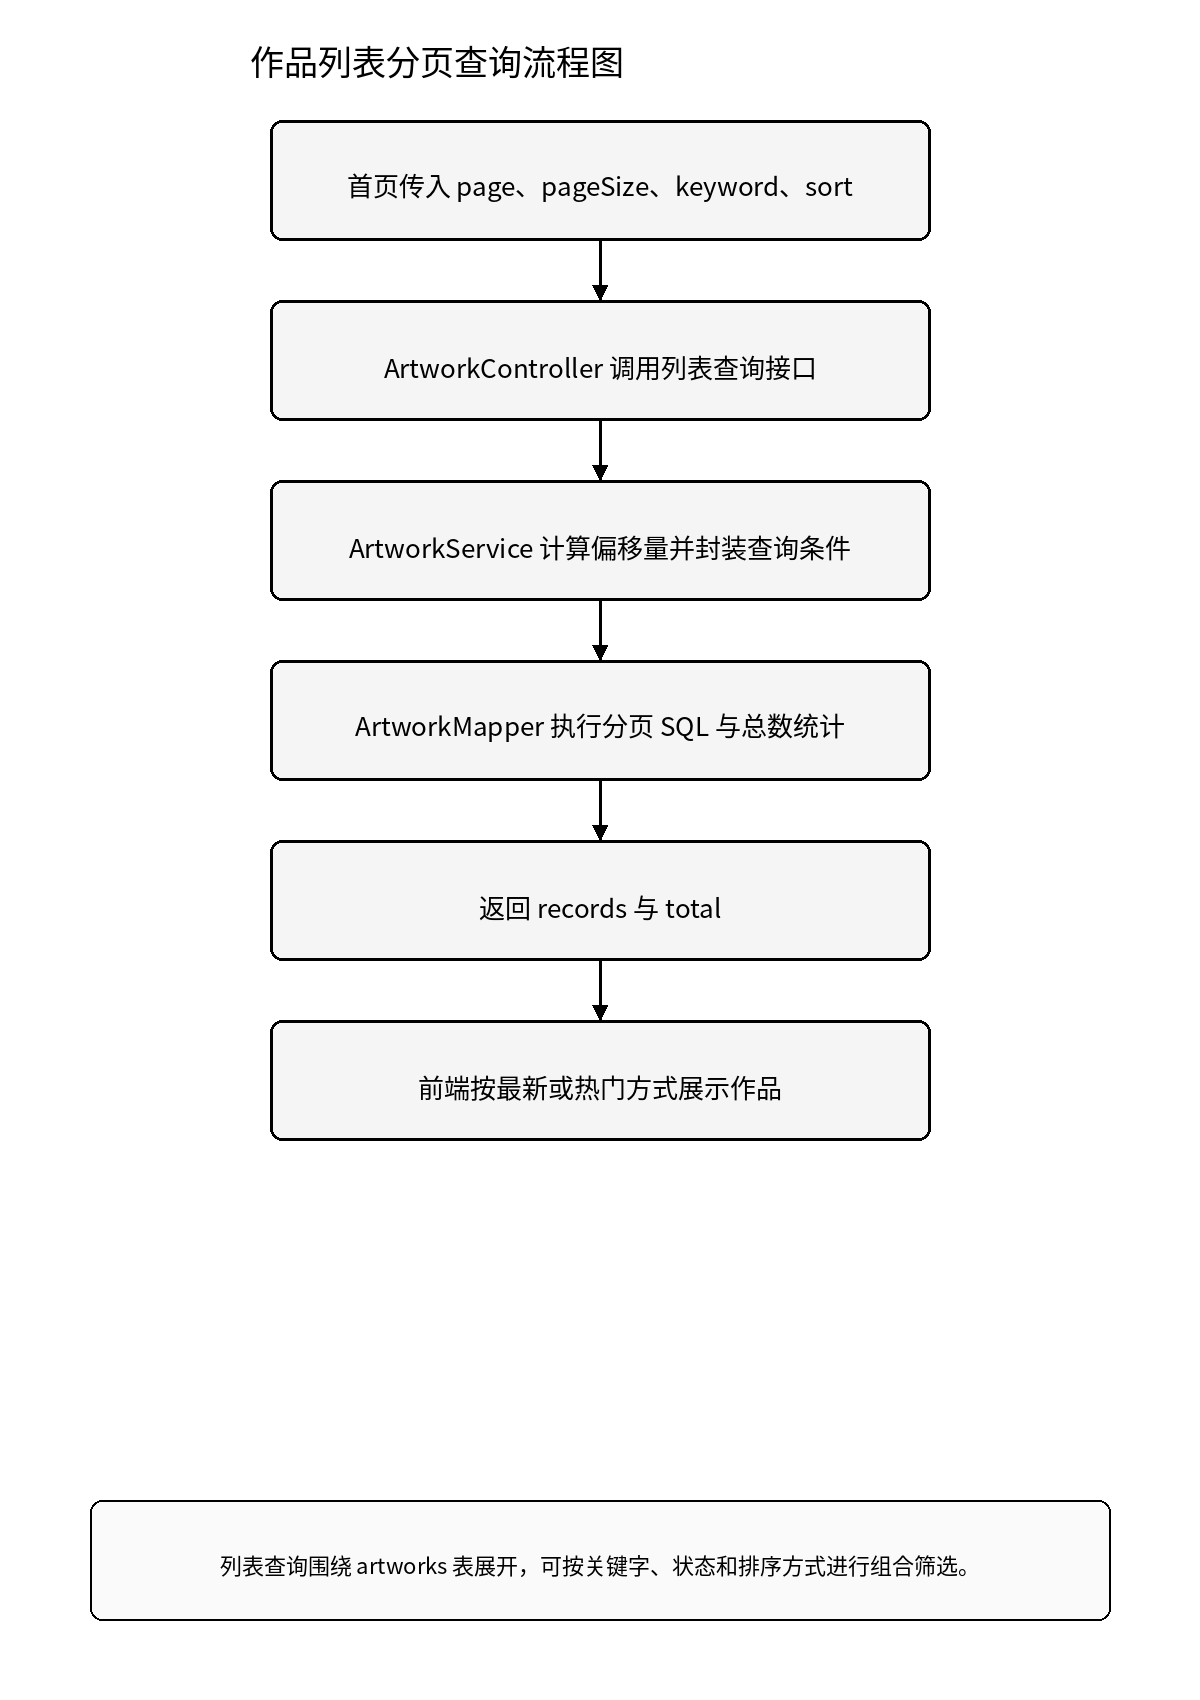 作品列表分页查询流程图
首页传入 page、pageSize、keyword、sort
ArtworkController 调用列表查询接口
ArtworkService 计算偏移量并封装查询条件
ArtworkMapper 执行分页 SQL 与总数统计
返回 records 与 total
前端按最新或热门方式展示作品
列表查询围绕 artworks 表展开，可按关键字、状态和排序方式进行组合筛选。